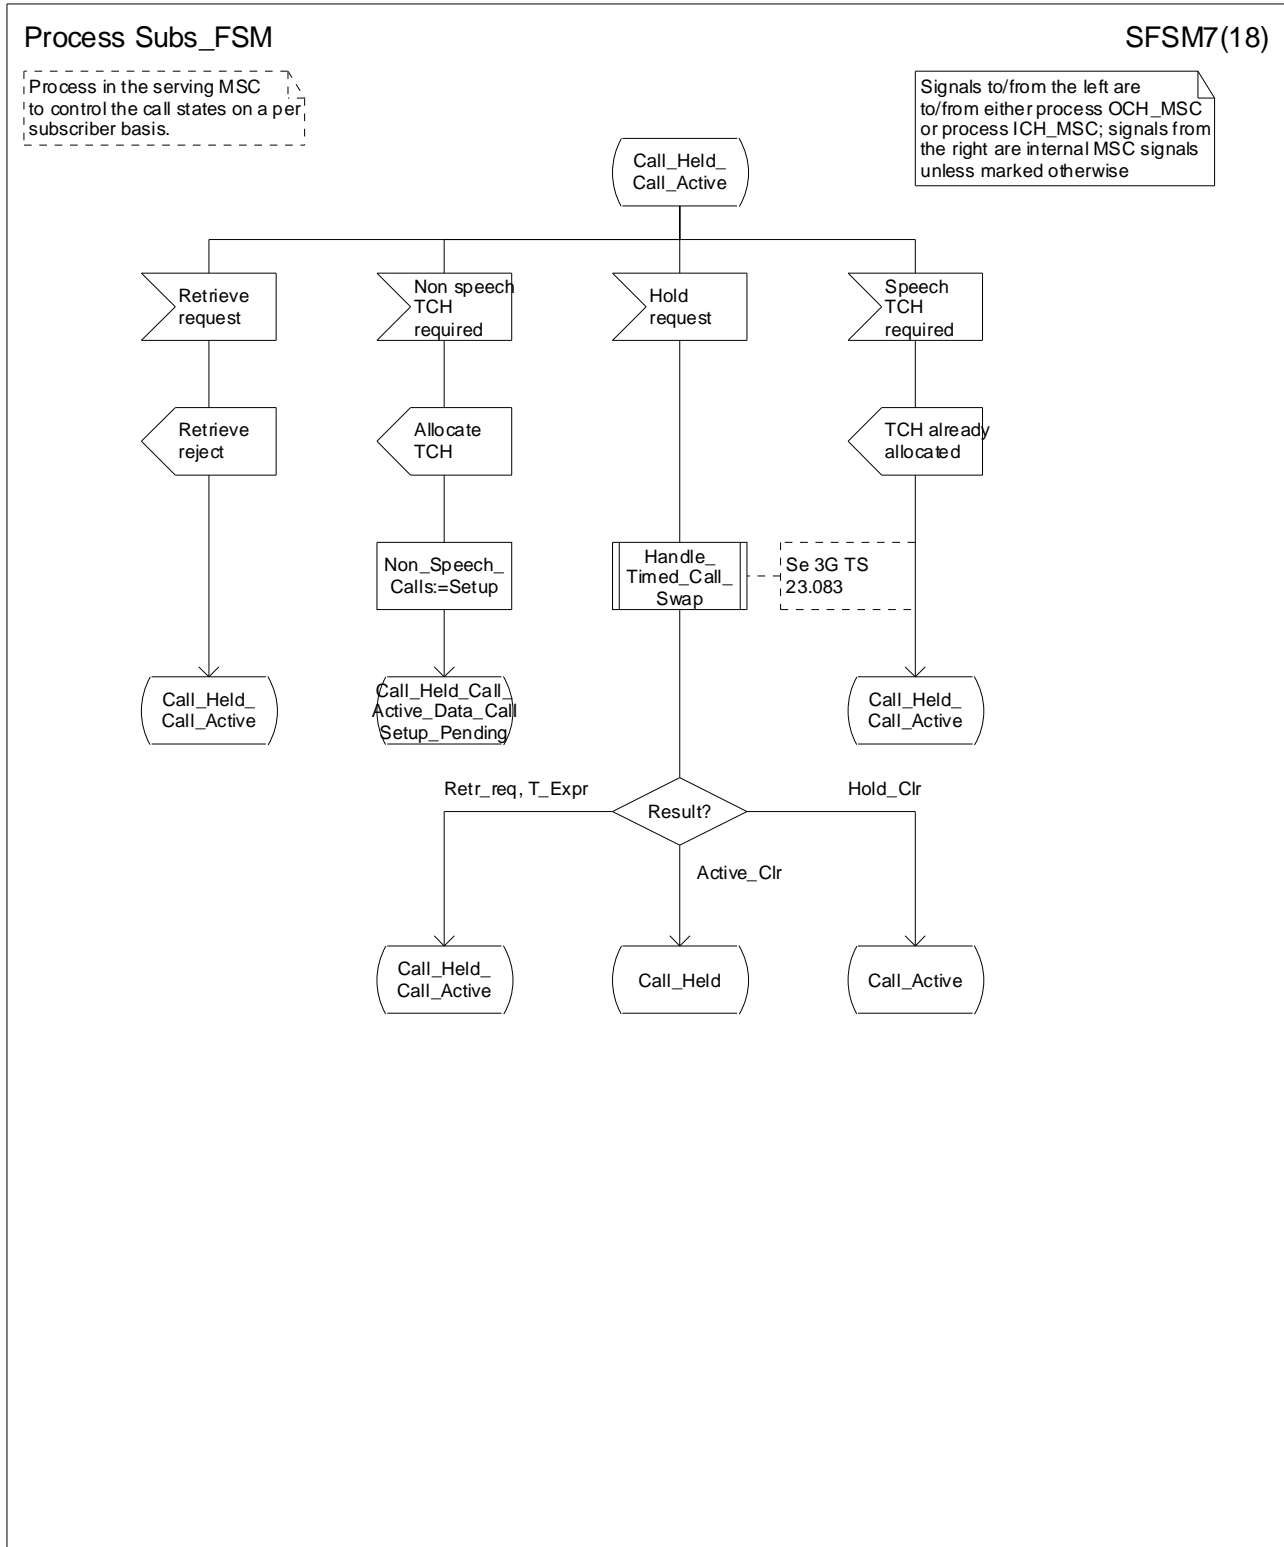 Process Subs_FSM
SFSM7(18)
Process in the serving MSC
to control the call states on a per
subscriber basis.
Signals to/from the left are
to/from either process OCH_MSC
or process ICH_MSC; signals from
the right are internal MSC signals
unless marked otherwise
Call_Held_
Call_Active
Retrieve
request
Non speech
TCH
required
Hold
request
Speech
TCH
required
Retrieve
reject
Allocate
TCH
TCH already
allocated
Non_Speech_
Calls:=Setup
Handle_
Timed_Call_
Swap
Se 3G TS
23.083
Call_Held_
Call_Active
Call_Held_Call_
Active_Data_Call
Setup_Pending
Call_Held_
Call_Active
Retr_req, T_Expr
Result?
Hold_Clr
Active_Clr
Call_Held_
Call_Active
Call_Held
Call_Active